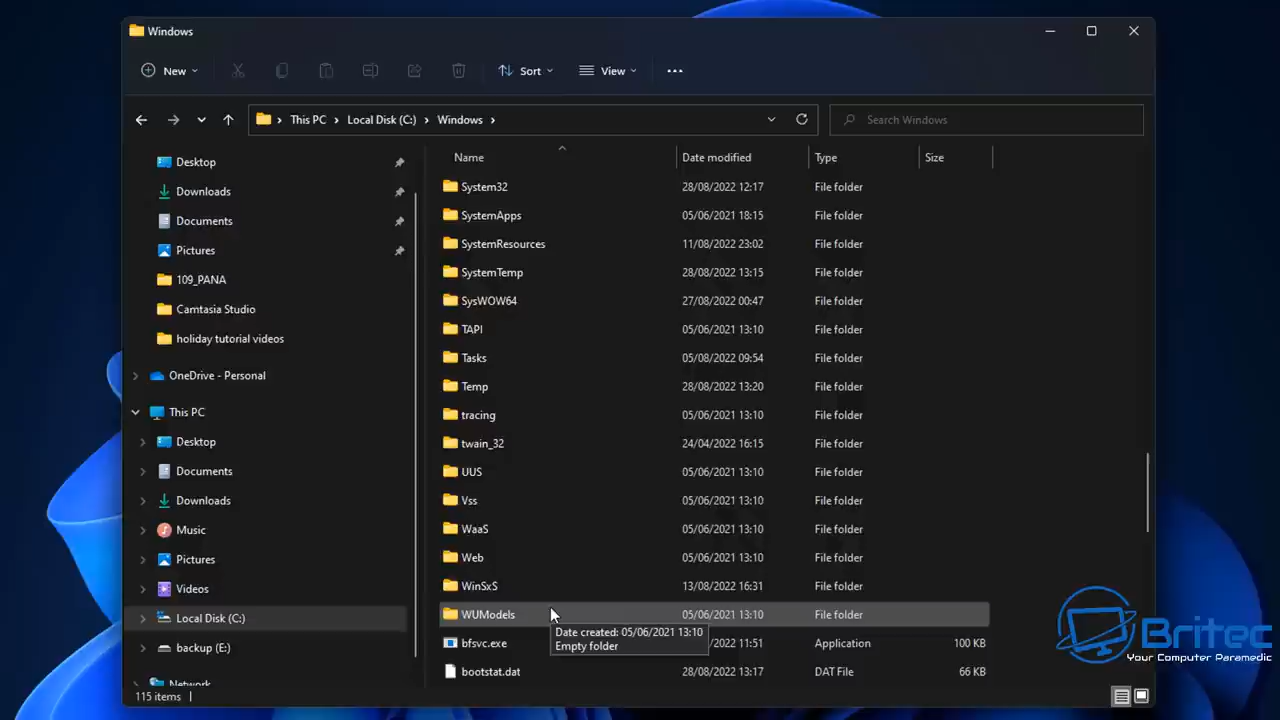 Windows
New
Sort
View
This PC
Local Disk (C:)
Windows
Search Windows
Name
Date modified
Type
Size
Desktop
Downloads
Documents
Pictures
109_PANA
Camtasia Studio
holiday tutorial videos
OneDrive - Personal
This PC
Desktop
Documents
Downloads
Music
Pictures
Videos
Local Disk (C:)
backup (E:)
Network
System32 28/08/2022 12:17 File folder
SystemApps 05/06/2021 18:15 File folder
SystemResources 11/08/2022 23:02 File folder
SystemTemp 28/08/2022 13:15 File folder
SysWOW64 27/08/2022 00:47 File folder
TAPI 05/06/2021 13:10 File folder
Tasks 05/08/2022 09:54 File folder
Temp 28/08/2022 13:20 File folder
tracing 05/06/2021 13:10 File folder
twain_32 24/04/2022 16:15 File folder
UUS 05/06/2021 13:10 File folder
Vss 05/06/2021 13:10 File folder
WaaS 05/06/2021 13:10 File folder
Web 05/06/2021 13:10 File folder
WinSxS 13/08/2022 16:31 File folder
WUModels 05/06/2021 13:10 File folder
Date created: 05/06/2021 13:10
Empty folder
bfsvc.exe /2022 11:51 Application 100 KB
bootstat.dat 28/08/2022 13:17 DAT File 66 KB
115 items
Britec
Your Computer Paramedic